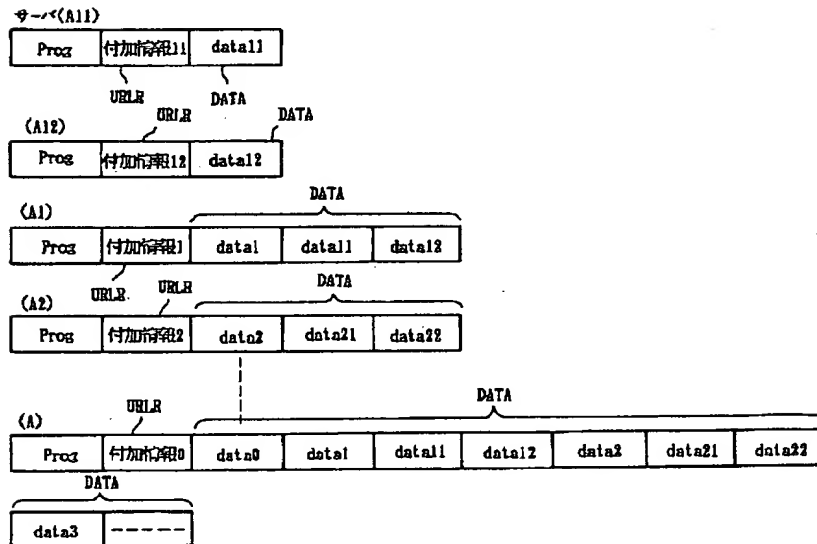 サーバ(A11)
Prog 付加情報11 data11
URLR DATA
(A12) URLR DATA
Prog 付加情報12 data12
(A1) DATA
Prog 付加情報1 data1 data11 data12
URLR
(A2) URLR DATA
Prog 付加情報2 data2 data21 data22
(A) URLR DATA
Prog 付加情報0 data0 data1 data11 data12 data2 data21 data22
DATA
data3